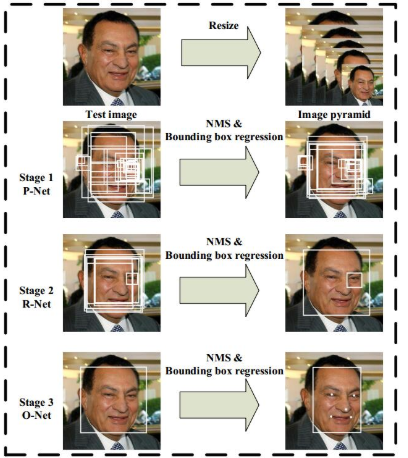 Resize
Test image
Image pyramid
NMS &
Bounding box regression
Stage 1
P-Net
NMS &
Bounding box regression
Stage 2
R-Net
NMS &
Bounding box regression
Stage 3
O-Net